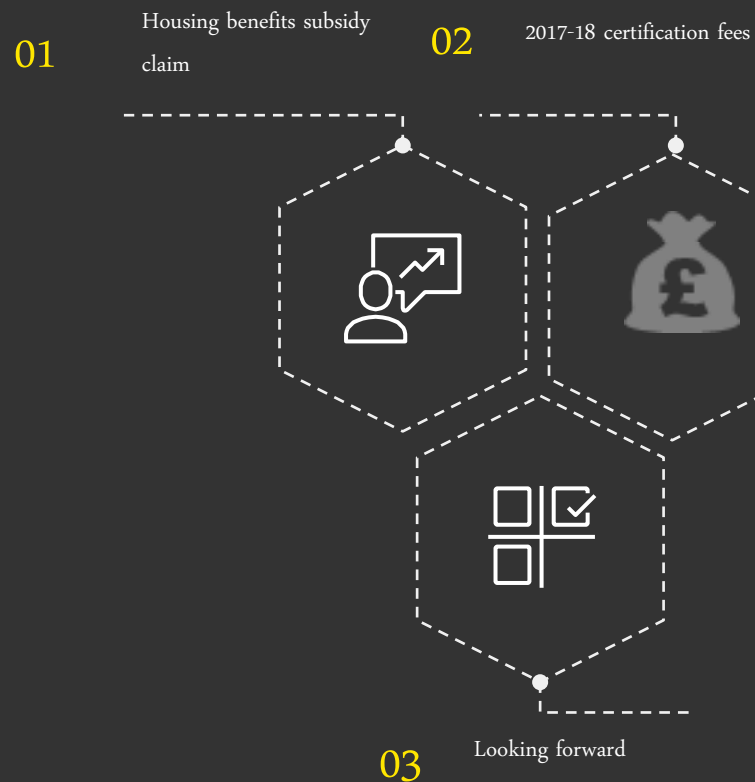 01
Housing benefits subsidy
claim
02
2017-18 certification fees
£
03
Looking forward